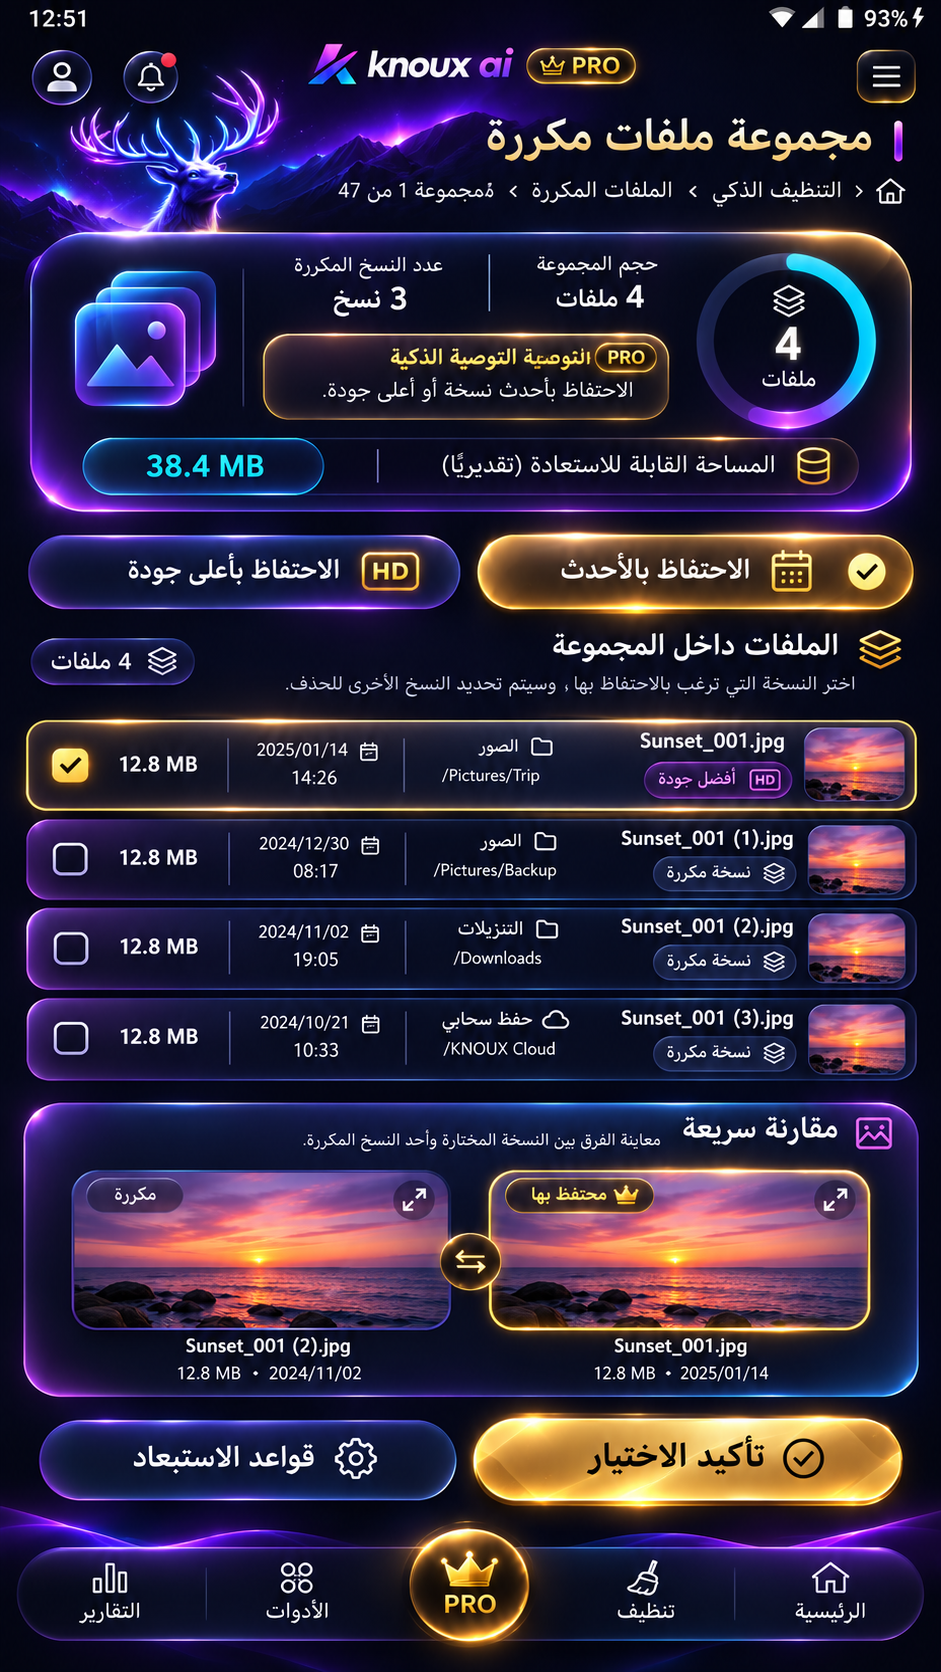 12:51
93%
knoux ai
PRO
مجموعة ملفات مكررة
التنظيف الذكي › الملفات المكررة › مجموعة 1 من 47
4
ملفات
حجم المجموعة
4 ملفات
عدد النسخ المكررة
3 نسخ
PRO التوصية التوصية الذكية
الاحتفاظ بأحدث نسخة أو أعلى جودة.
المساحة القابلة للاستعادة (تقديريًا)
38.4 MB
الاحتفاظ بالأحدث
HD الاحتفاظ بأعلى جودة
الملفات داخل المجموعة
4 ملفات
اختر النسخة التي ترغب بالاحتفاظ بها، وسيتم تحديد النسخ الأخرى للحذف.
Sunset_001.jpg
HD أفضل جودة
الصور
/Pictures/Trip
2025/01/14
14:26
12.8 MB
Sunset_001 (1).jpg
نسخة مكررة
الصور
/Pictures/Backup
2024/12/30
08:17
12.8 MB
Sunset_001 (2).jpg
نسخة مكررة
التنزيلات
/Downloads
2024/11/02
19:05
12.8 MB
Sunset_001 (3).jpg
نسخة مكررة
حفظ سحابي
/KNOUX Cloud
2024/10/21
10:33
12.8 MB
مقارنة سريعة
معاينة الفرق بين النسخة المختارة وأحد النسخ المكررة.
محتفظ بها
مكررة
Sunset_001.jpg
12.8 MB • 2025/01/14
Sunset_001 (2).jpg
12.8 MB • 2024/11/02
تأكيد الاختيار
قواعد الاستبعاد
الرئيسية
تنظيف
PRO
الأدوات
التقارير